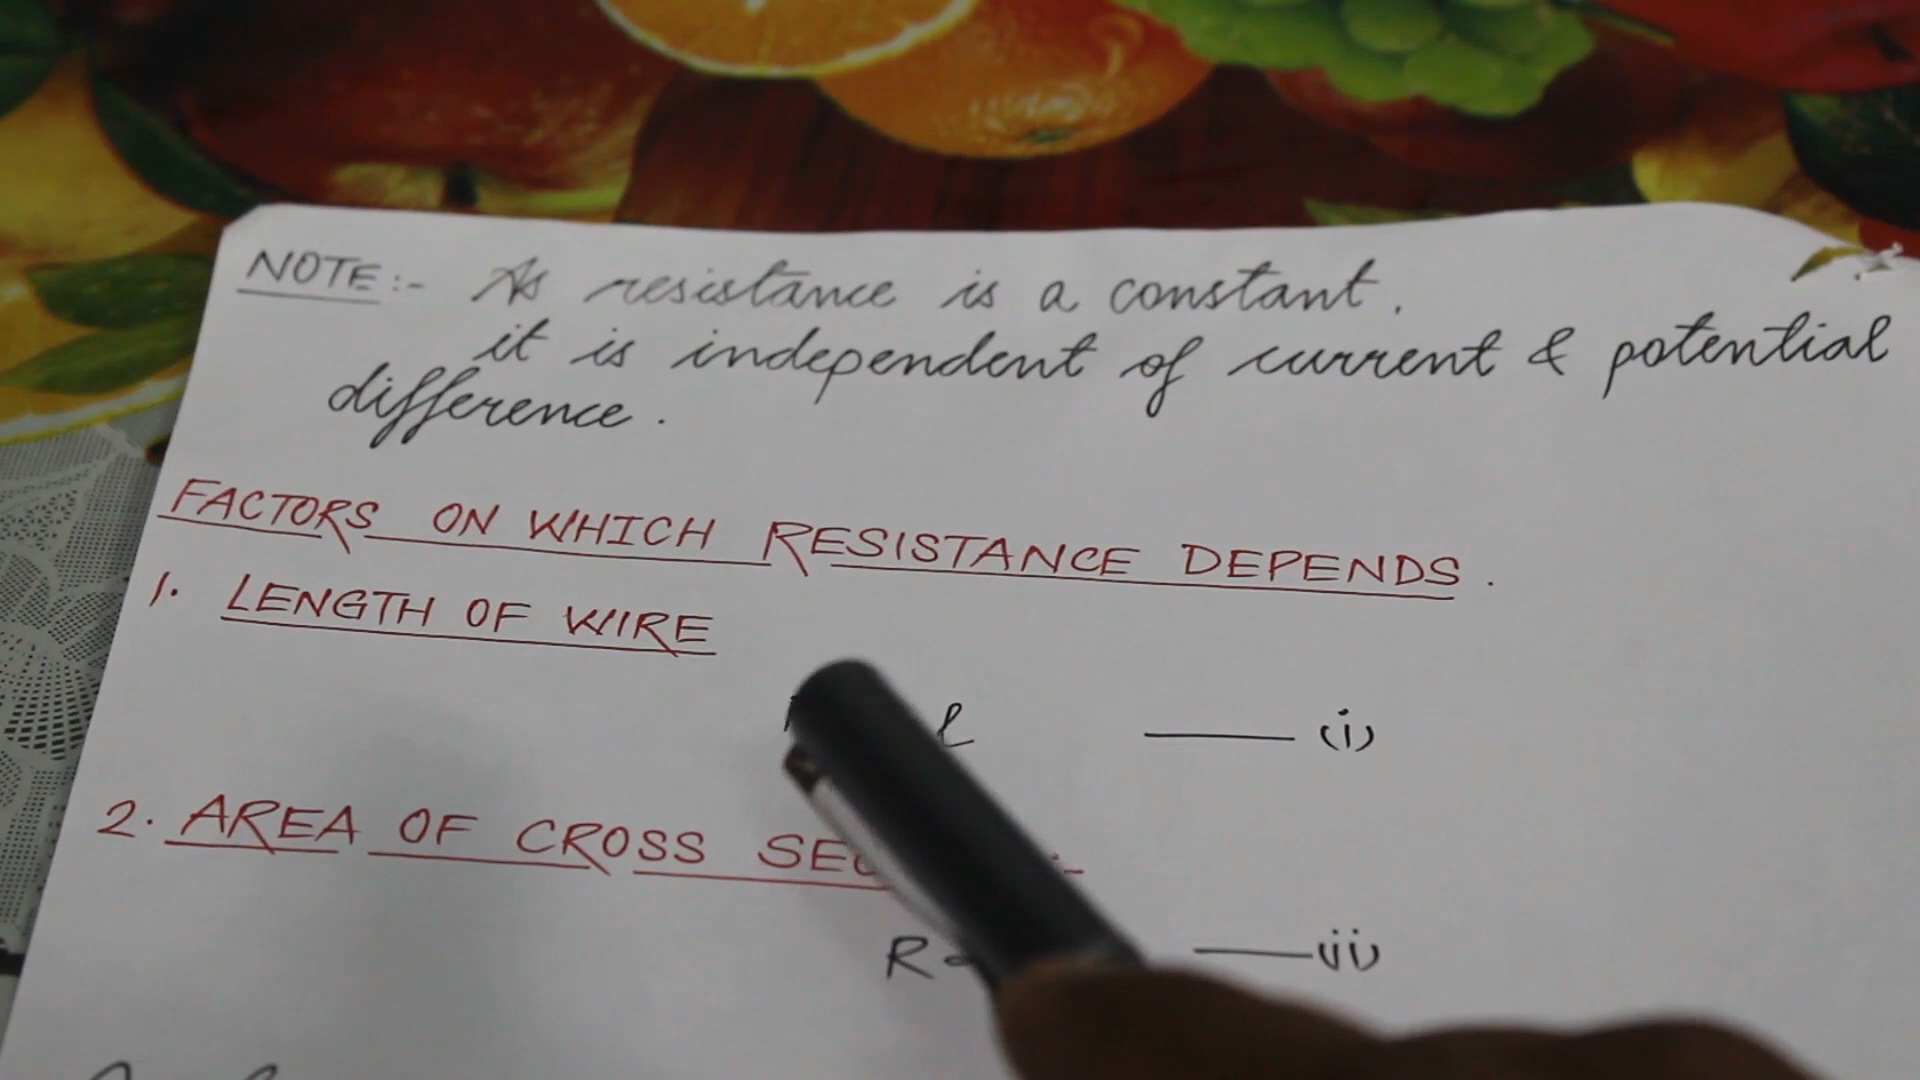 NOTE:- As resistance is a constant.
it is independent of current & potential
difference.
FACTORS ON WHICH RESISTANCE DEPENDS.
1. LENGTH OF WIRE
l —— (i)
2. AREA OF CROSS
R —— (ii)